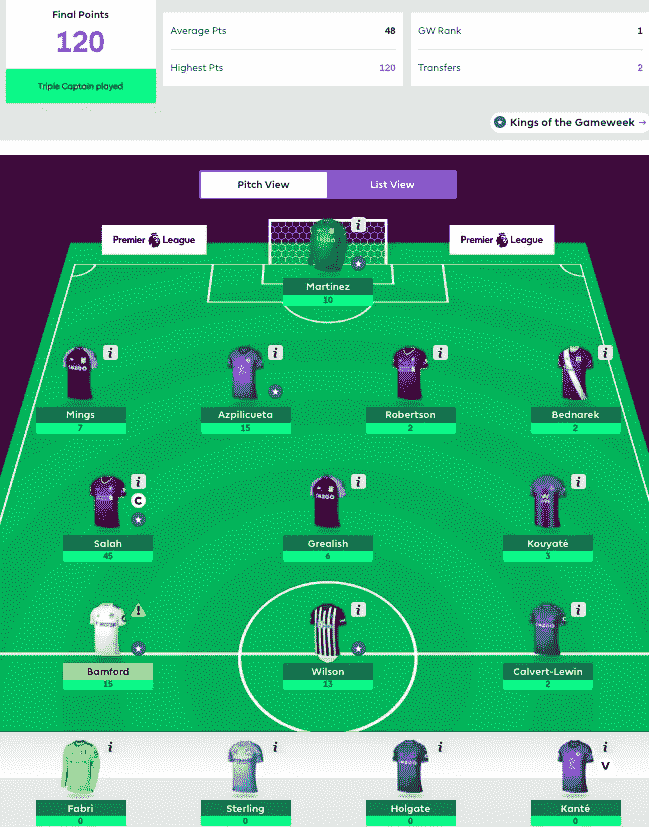 Final Points
120
Triple Captain played
Average Pts 48
Highest Pts 120
GW Rank 1
Transfers 2
Kings of the Gameweek →
Pitch View List View
Premier League Premier League
Martinez
10
Mings Azpilicueta Robertson Bednarek
7 15 2 2
C
Salah Grealish Kouyaté
45 6 3
Bamford Wilson Calvert-Lewin
15 13 2
V
Fabri Sterling Holgate Kanté
0 0 0 0